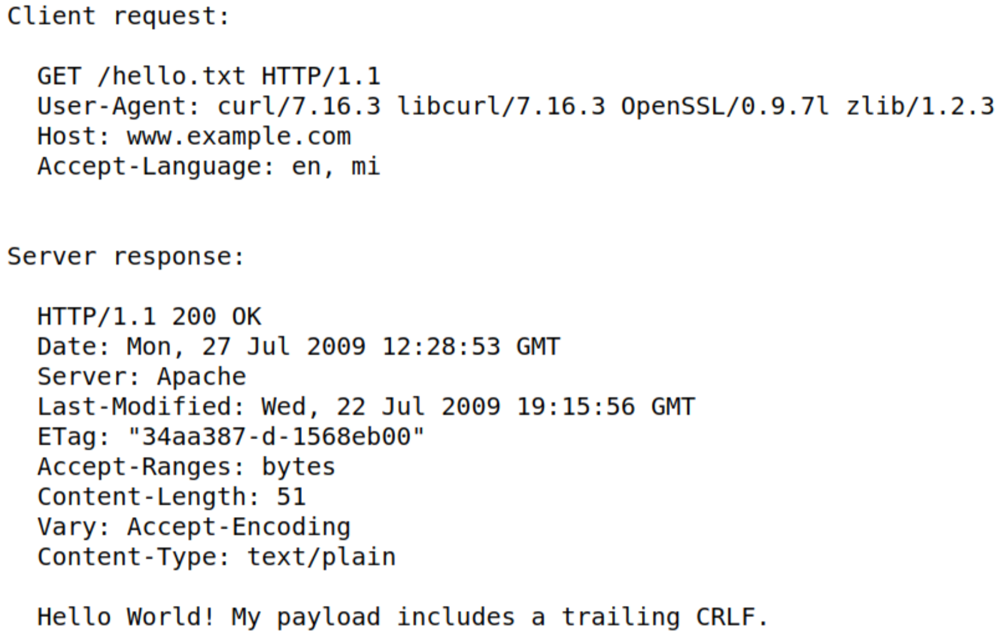 Client request:
GET /hello.txt HTTP/1.1
User-Agent: curl/7.16.3 libcurl/7.16.3 OpenSSL/0.9.7l zlib/1.2.3
Host: www.example.com
Accept-Language: en, mi
Server response:
HTTP/1.1 200 OK
Date: Mon, 27 Jul 2009 12:28:53 GMT
Server: Apache
Last-Modified: Wed, 22 Jul 2009 19:15:56 GMT
ETag: "34aa387-d-1568eb00"
Accept-Ranges: bytes
Content-Length: 51
Vary: Accept-Encoding
Content-Type: text/plain
Hello World! My payload includes a trailing CRLF.